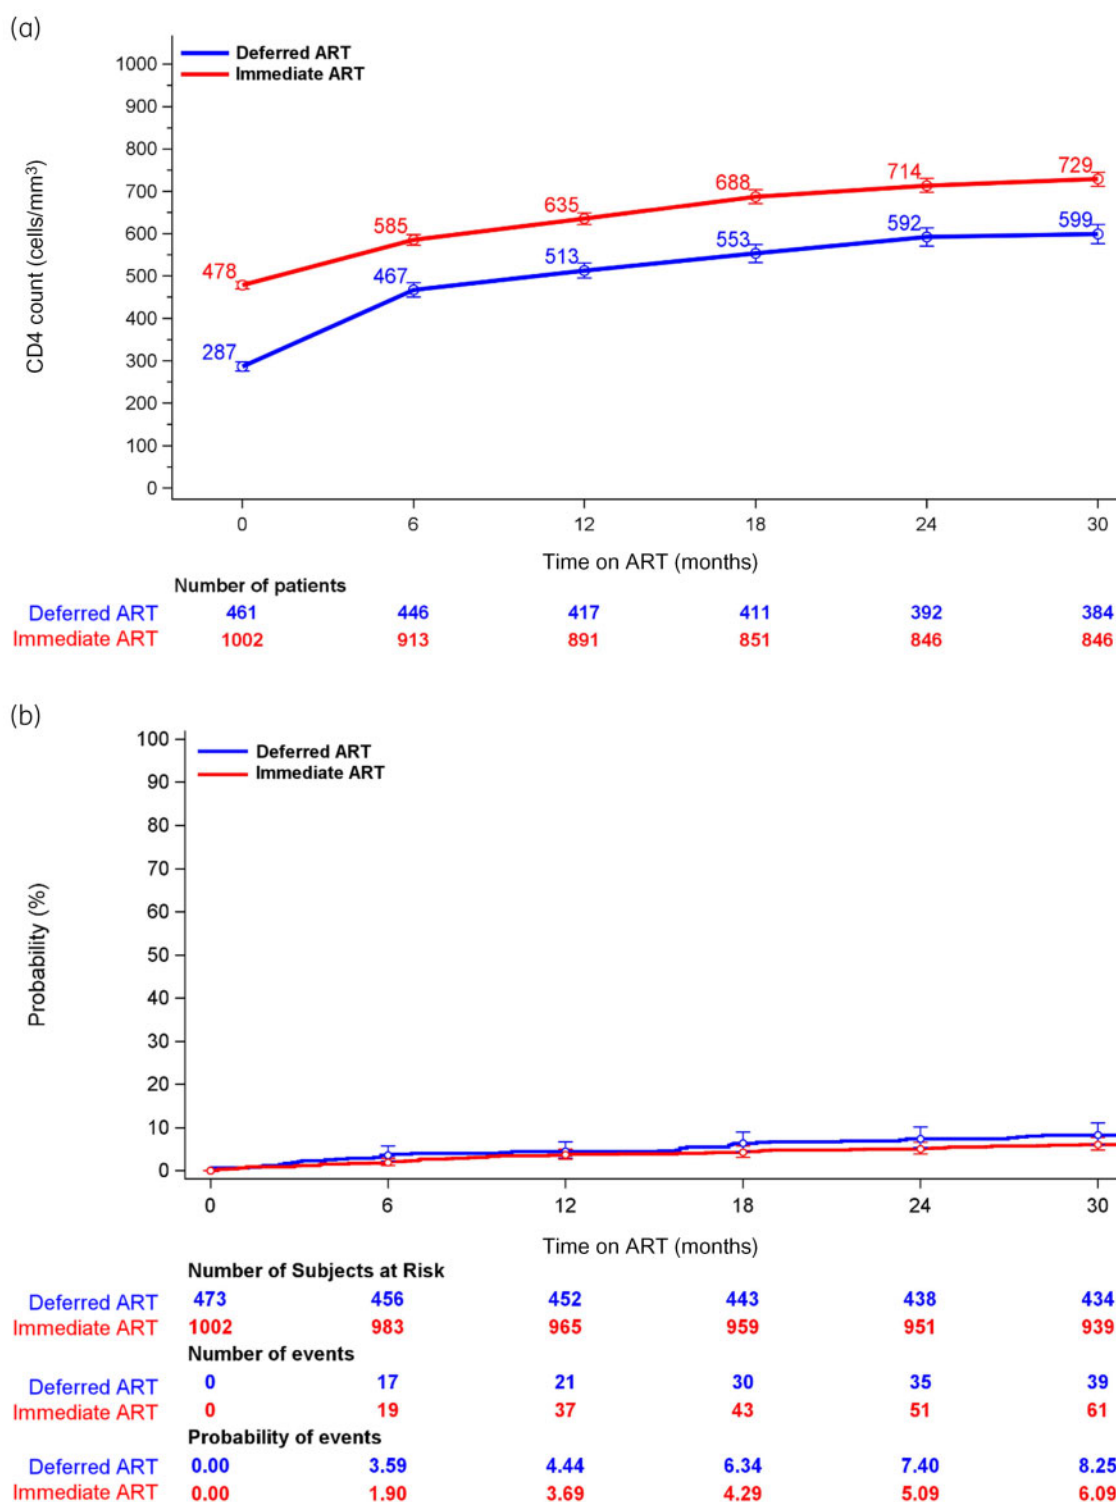 (a)
Deferred ART
Immediate ART
1000
900
800
700
600
500
400
300
200
100
0
CD4 count (cells/mm³)
478 585 635 688 714 729
287 467 513 553 592 599
0 6 12 18 24 30
Time on ART (months)
Number of patients
Deferred ART 461 446 417 411 392 384
Immediate ART 1002 913 891 851 846 846
(b)
Deferred ART
Immediate ART
100
90
80
70
60
50
40
30
20
10
0
Probability (%)
0 6 12 18 24 30
Time on ART (months)
Number of Subjects at Risk
Deferred ART 473 456 452 443 438 434
Immediate ART 1002 983 965 959 951 939
Number of events
Deferred ART 0 17 21 30 35 39
Immediate ART 0 19 37 43 51 61
Probability of events
Deferred ART 0.00 3.59 4.44 6.34 7.40 8.25
Immediate ART 0.00 1.90 3.69 4.29 5.09 6.09